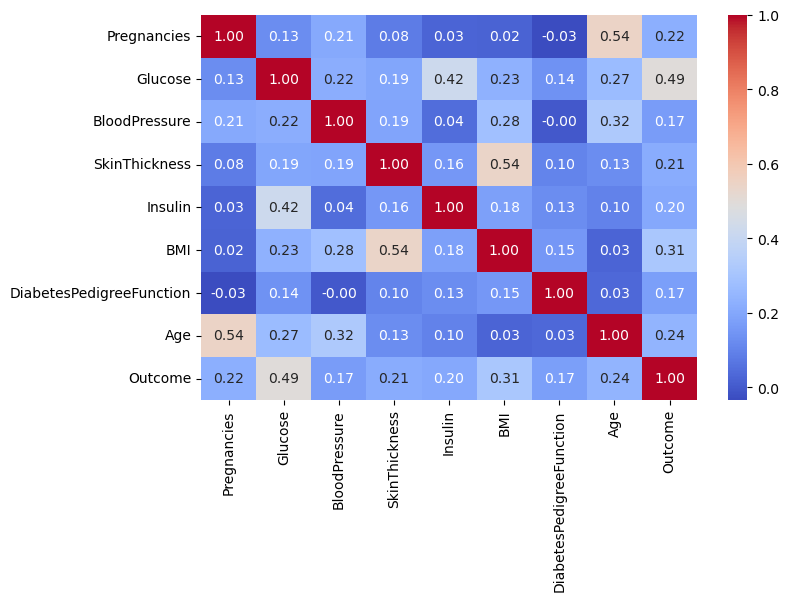 Pregnancies 1.00 0.13 0.21 0.08 0.03 0.02 -0.03 0.54 0.22
Glucose 0.13 1.00 0.22 0.19 0.42 0.23 0.14 0.27 0.49
BloodPressure 0.21 0.22 1.00 0.19 0.04 0.28 -0.00 0.32 0.17
SkinThickness 0.08 0.19 0.19 1.00 0.16 0.54 0.10 0.13 0.21
Insulin 0.03 0.42 0.04 0.16 1.00 0.18 0.13 0.10 0.20
BMI 0.02 0.23 0.28 0.54 0.18 1.00 0.15 0.03 0.31
DiabetesPedigreeFunction -0.03 0.14 -0.00 0.10 0.13 0.15 1.00 0.03 0.17
Age 0.54 0.27 0.32 0.13 0.10 0.03 0.03 1.00 0.24
Outcome 0.22 0.49 0.17 0.21 0.20 0.31 0.17 0.24 1.00
Pregnancies
Glucose
BloodPressure
SkinThickness
Insulin
BMI
DiabetesPedigreeFunction
Age
Outcome
1.0
0.8
0.6
0.4
0.2
0.0